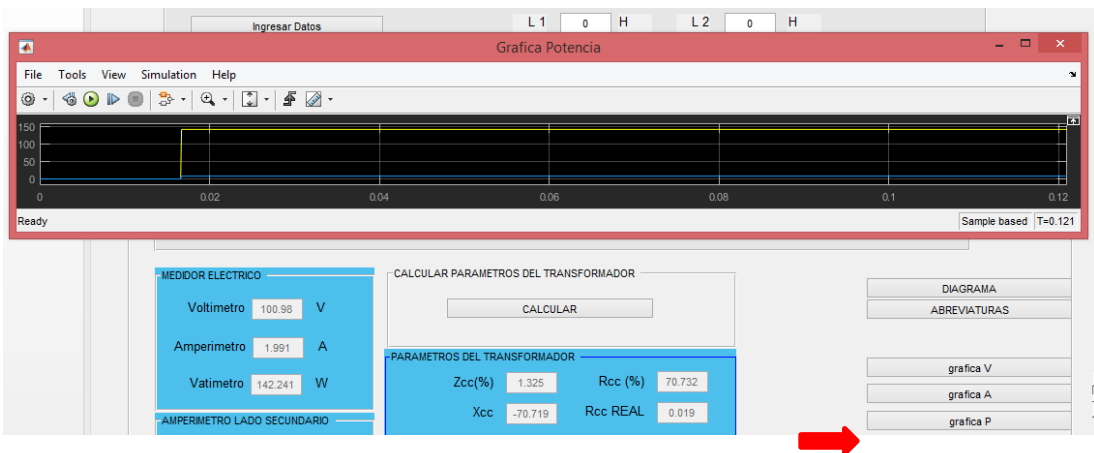 Ingresar Datos L 1 0 H L 2 0 H
Grafica Potencia
File Tools View Simulation Help
150
100
50
0
0 0.02 0.04 0.06 0.08 0.1 0.12
Ready Sample based T=0.121
MEDIDOR ELECTRICO
Voltimetro 100.98 V
Amperimetro 1.991 A
Vatimetro 142.241 W
AMPERIMETRO LADO SECUNDARIO
CALCULAR PARAMETROS DEL TRANSFORMADOR
CALCULAR
PARAMETROS DEL TRANSFORMADOR
Zcc(%) 1.325 Rcc (%) 70.732
Xcc -70.719 Rcc REAL 0.019
DIAGRAMA
ABREVIATURAS
grafica V
grafica A
grafica P